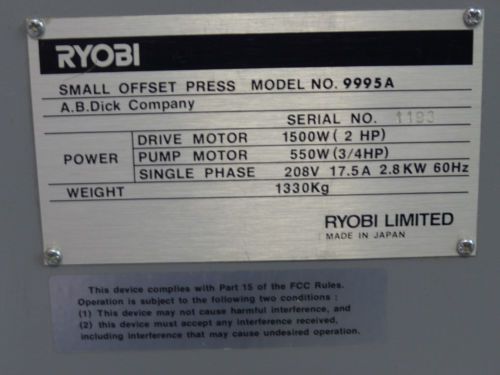 RYOBI
SMALL OFFSET PRESS MODEL NO. 9995A
A.B.Dick Company
SERIAL NO. 1193
POWER
DRIVE MOTOR 1500W (2 HP)
PUMP MOTOR 550W (3/4HP)
SINGLE PHASE 208V 17.5A 2.8KW 60Hz
WEIGHT 1330Kg
RYOBI LIMITED
MADE IN JAPAN
This device complies with Part 15 of the FCC Rules.
Operation is subject to the following two conditions :
(1) This device may not cause harmful interference, and
(2) this device must accept any interference received,
including interference that may cause undesired operation.